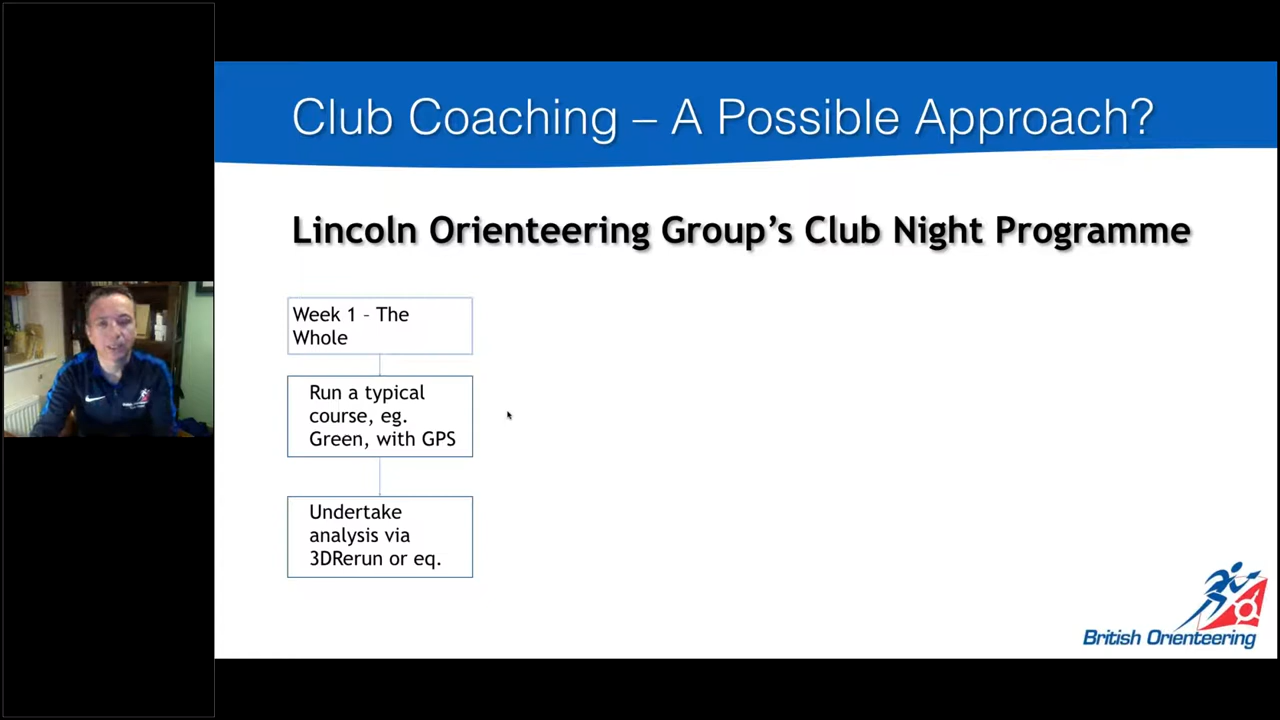 Club Coaching – A Possible Approach?
Lincoln Orienteering Group's Club Night Programme
Week 1 - The
Whole
Run a typical
course, eg.
Green, with GPS
Undertake
analysis via
3DRerun or eq.
British Orienteering